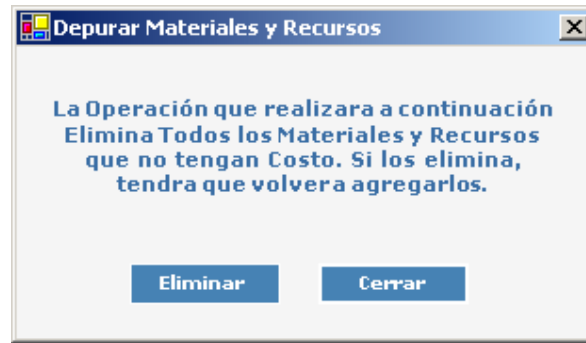 Depurar Materiales y Recursos
La Operación que realizara a continuación
Elimina Todos los Materiales y Recursos
que no tengan Costo. Si los elimina,
tendra que volvera agregarlos.
Eliminar
Cerrar